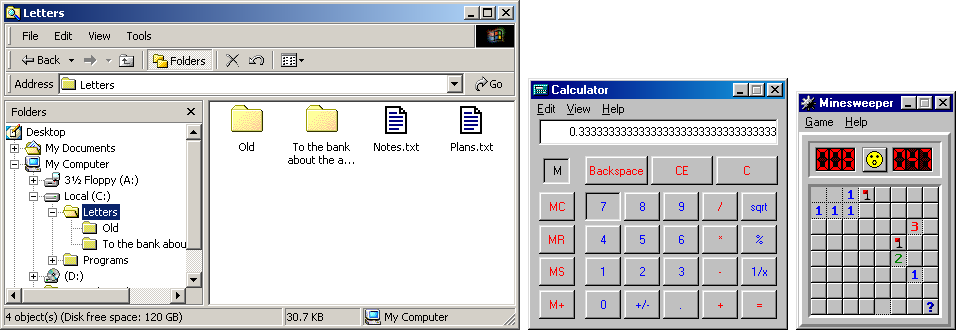 Letters
File Edit View Tools
Back Folders
Address Letters Go
Folders
Desktop
My Documents
My Computer
3½ Floppy (A:)
Local (C:)
Letters
Old
To the bank abou
Programs
(D:)
Old
To the bank
about the a...
Notes.txt
Plans.txt
4 object(s) (Disk free space: 120 GB) 30.7 KB My Computer
Calculator
Edit View Help
0.33333333333333333333333333333333
M Backspace CE C
MC 7 8 9 / sqrt
MR 4 5 6 * %
MS 1 2 3 - 1/x
M+ 0 +/- . + =
Minesweeper
Game Help
1
1 1 1
3
2
1
?